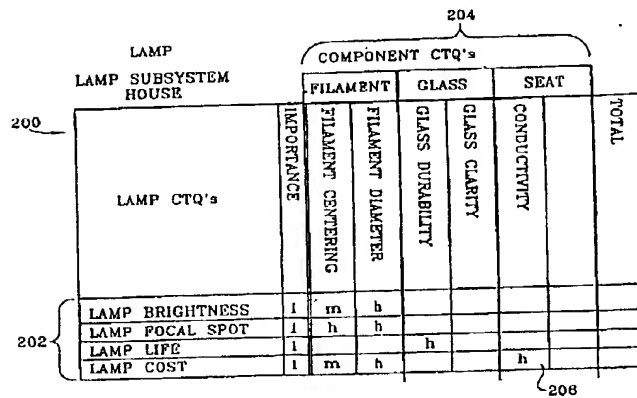 204
LAMP
COMPONENT CTQ's
LAMP SUBSYSTEM
HOUSE
FILAMENT GLASS SEAT
200
LAMP CTQ's
IMPORTANCE
FILAMENT CENTERING
FILAMENT DIAMETER
GLASS DURABILITY
GLASS CLARITY
CONDUCTIVITY
TOTAL
202
LAMP BRIGHTNESS 1 m h
LAMP FOCAL SPOT 1 h h
LAMP LIFE 1 h
LAMP COST 1 m h h
206